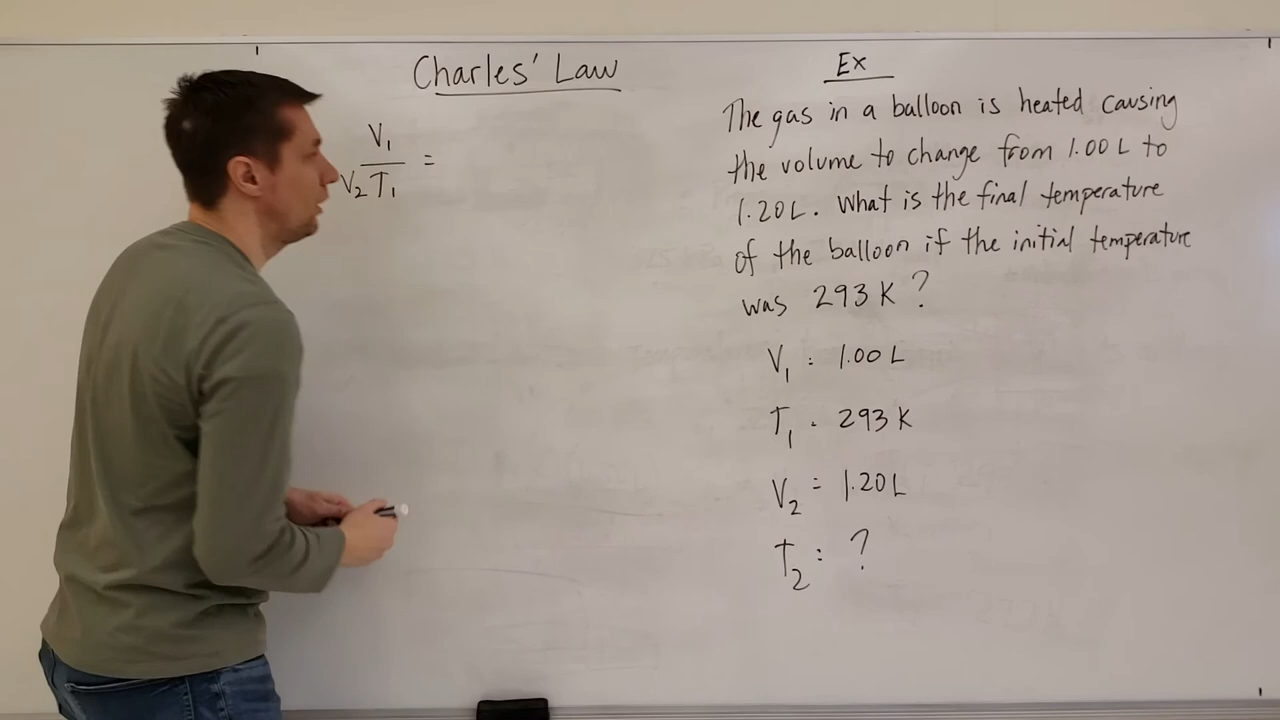 Charles' Law
V₁
― =
V₂ T₁
Ex
The gas in a balloon is heated causing
the volume to change from 1.00 L to
1.20 L. What is the final temperature
of the balloon if the initial temperature
was 293 K ?
V₁ : 1.00 L
T₁ . 293 K
V₂ = 1.20 L
T₂ : ?